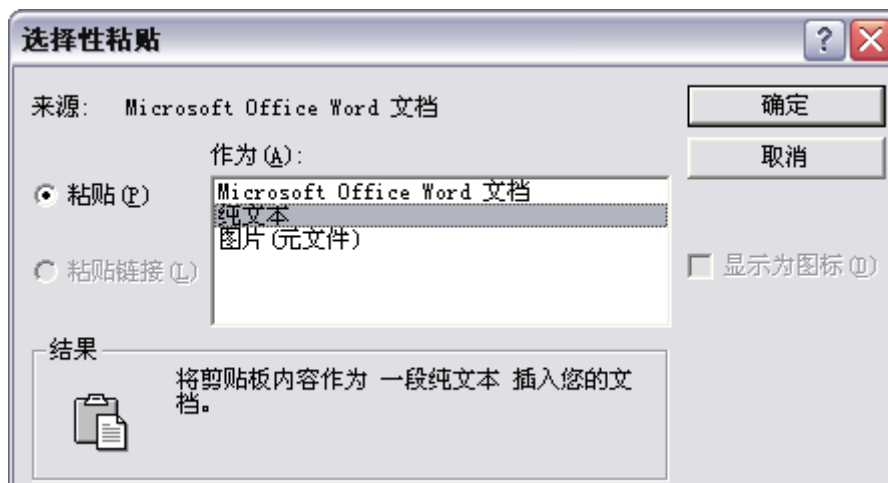 选择性粘贴
来源: Microsoft Office Word 文档
确定
作为(A):
取消
粘贴(P)
Microsoft Office Word 文档
纯文本
图片(元文件)
粘贴链接(L)
显示为图标(D)
结果
将剪贴板内容作为 一段纯文本 插入您的文
档。